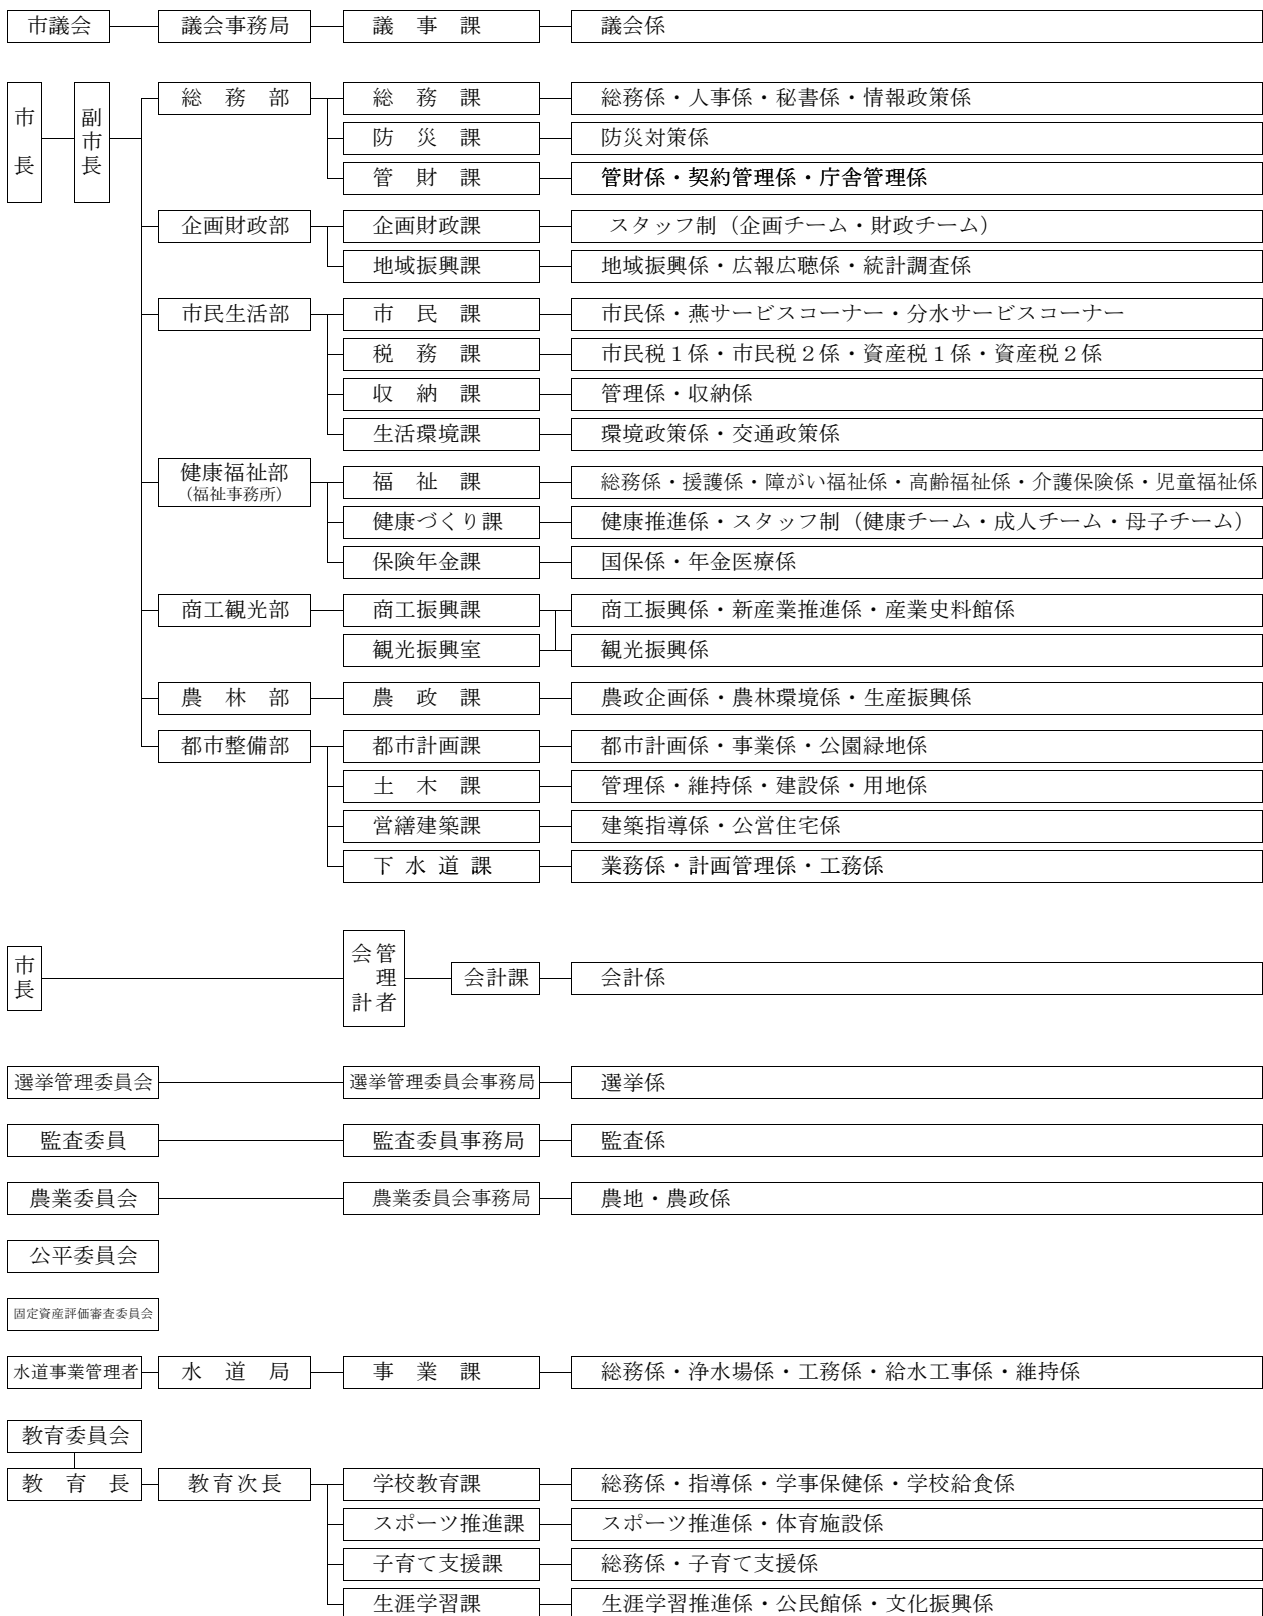 市議会 議会事務局 議事課 議会係
市長 副市長 総務部 総務課 総務係・人事係・秘書係・情報政策係
防災課 防災対策係
管財課 管財係・契約管理係・庁舎管理係
企画財政部 企画財政課 スタッフ制（企画チーム・財政チーム）
地域振興課 地域振興係・広報広聴係・統計調査係
市民生活部 市民課 市民係・燕サービスコーナー・分水サービスコーナー
税務課 市民税１係・市民税２係・資産税１係・資産税２係
収納課 管理係・収納係
生活環境課 環境政策係・交通政策係
健康福祉部 （福祉事務所） 福祉課 総務係・援護係・障がい福祉係・高齢福祉係・介護保険係・児童福祉係
健康づくり課 健康推進係・スタッフ制（健康チーム・成人チーム・母子チーム）
保険年金課 国保係・年金医療係
商工観光部 商工振興課 商工振興係・新産業推進係・産業史料館係
観光振興室 観光振興係
農林部 農政課 農政企画係・農林環境係・生産振興係
都市整備部 都市計画課 都市計画係・事業係・公園緑地係
土木課 管理係・維持係・建設係・用地係
営繕建築課 建築指導係・公営住宅係
下水道課 業務係・計画管理係・工務係
市長 会計管理者 会計課 会計係
選挙管理委員会 選挙管理委員会事務局 選挙係
監査委員 監査委員事務局 監査係
農業委員会 農業委員会事務局 農地・農政係
公平委員会
固定資産評価審査委員会
水道事業管理者 水道局 事業課 総務係・浄水場係・工務係・給水工事係・維持係
教育委員会
教育長 教育次長 学校教育課 総務係・指導係・学事保健係・学校給食係
スポーツ推進課 スポーツ推進係・体育施設係
子育て支援課 総務係・子育て支援係
生涯学習課 生涯学習推進係・公民館係・文化振興係